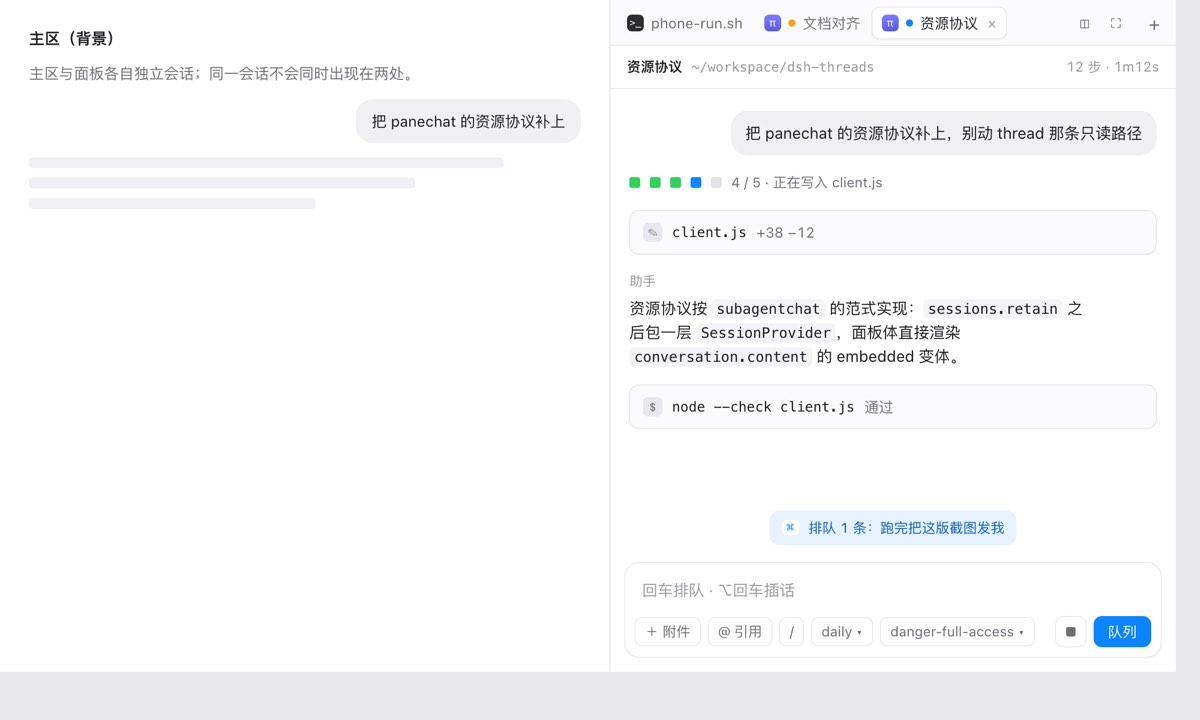 主区（背景）
主区与面板各自独立会话；同一会话不会同时出现在两处。
把 panechat 的资源协议补上
>_ phone-run.sh π 文档对齐 π 资源协议 × +
资源协议 ~/workspace/dsh-threads 12 步 · 1m12s
把 panechat 的资源协议补上，别动 thread 那条只读路径
4 / 5 · 正在写入 client.js
✎ client.js +38 −12
助手
资源协议按 subagentchat 的范式实现：sessions.retain 之
后包一层 SessionProvider，面板体直接渲染
conversation.content 的 embedded 变体。
$ node --check client.js 通过
⌘ 排队 1 条：跑完把这版截图发我
回车排队 · ⌥回车插话
+ 附件 @ 引用 / daily ▾ danger-full-access ▾ 队列